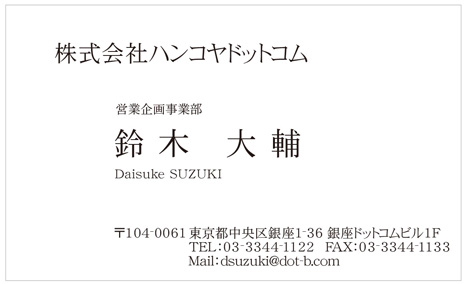 株式会社ハンコヤドットコム
営業企画事業部
鈴木　大輔
Daisuke SUZUKI
〒104-0061 東京都中央区銀座1-36 銀座ドットコムビル1F
TEL:03-3344-1122 FAX:03-3344-1133
Mail:dsuzuki@dot-b.com